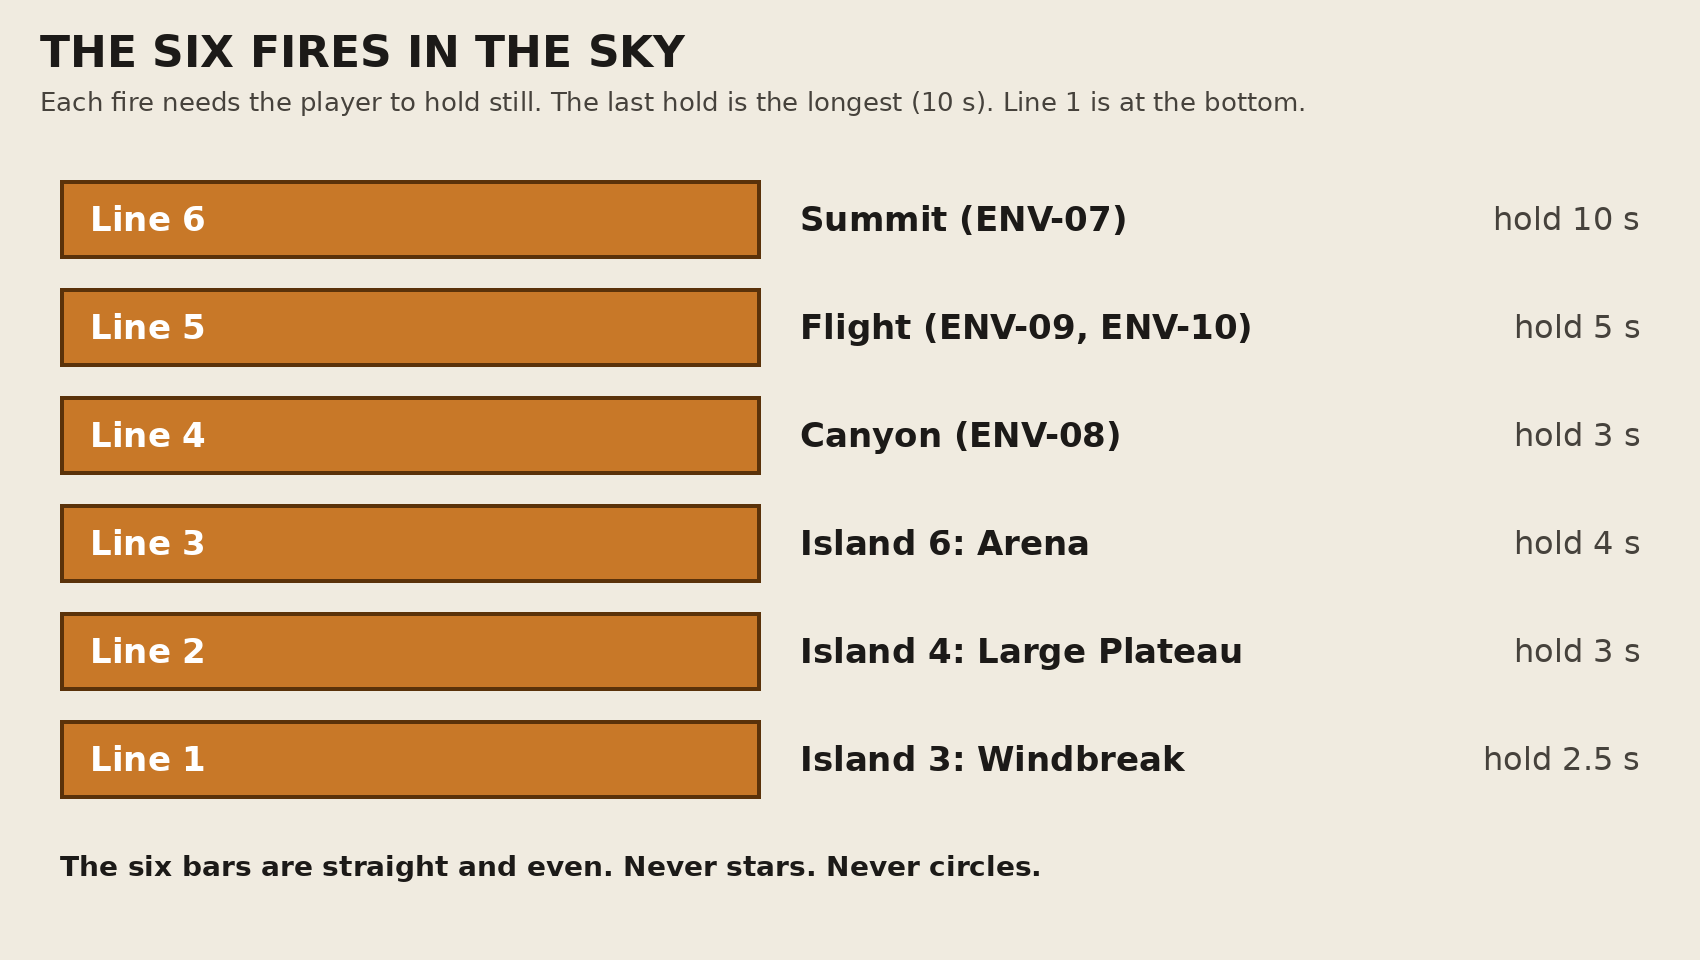 THE SIX FIRES IN THE SKY
Each fire needs the player to hold still. The last hold is the longest (10 s). Line 1 is at the bottom.
Line 6 Summit (ENV-07) hold 10 s
Line 5 Flight (ENV-09, ENV-10) hold 5 s
Line 4 Canyon (ENV-08) hold 3 s
Line 3 Island 6: Arena hold 4 s
Line 2 Island 4: Large Plateau hold 3 s
Line 1 Island 3: Windbreak hold 2.5 s
The six bars are straight and even. Never stars. Never circles.